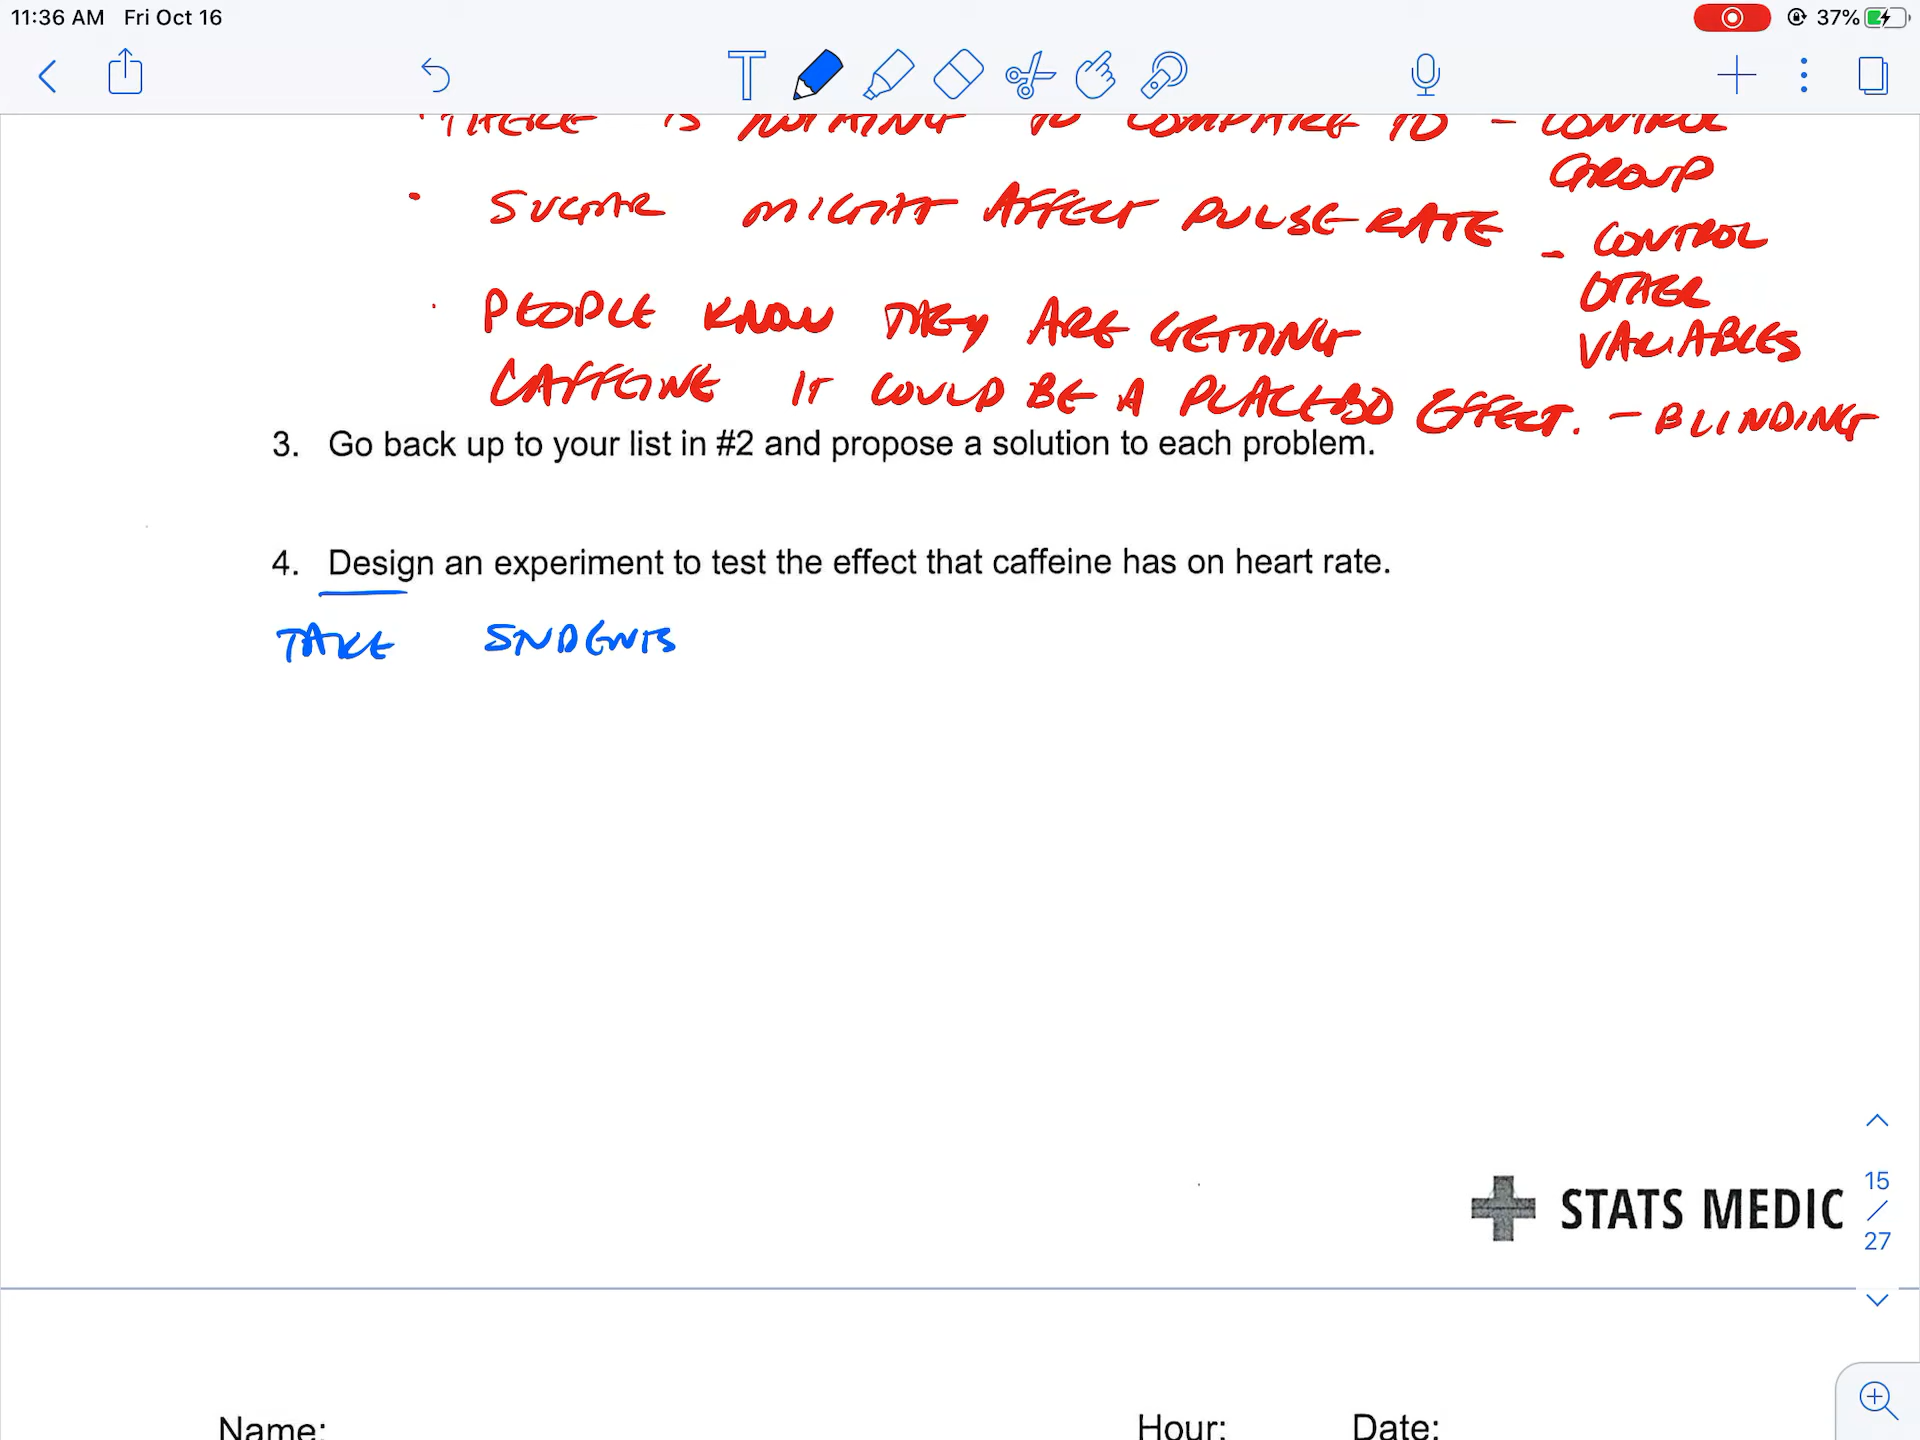 11:36 AM Fri Oct 16
37%
T
• THERE IS NOTHING TO COMPARE TO - CONTROL
GROUP
• SUGAR MIGHT AFFECT PULSE RATE - CONTROL
OTHER
VARIABLES
• PEOPLE KNOW THEY ARE GETTING
CAFFEINE IT COULD BE A PLACEBO EFFECT. - BLINDING
3. Go back up to your list in #2 and propose a solution to each problem.
4. Design an experiment to test the effect that caffeine has on heart rate.
TAKE STUDENTS
STATS MEDIC
15
/
27
Name: Hour: Date: